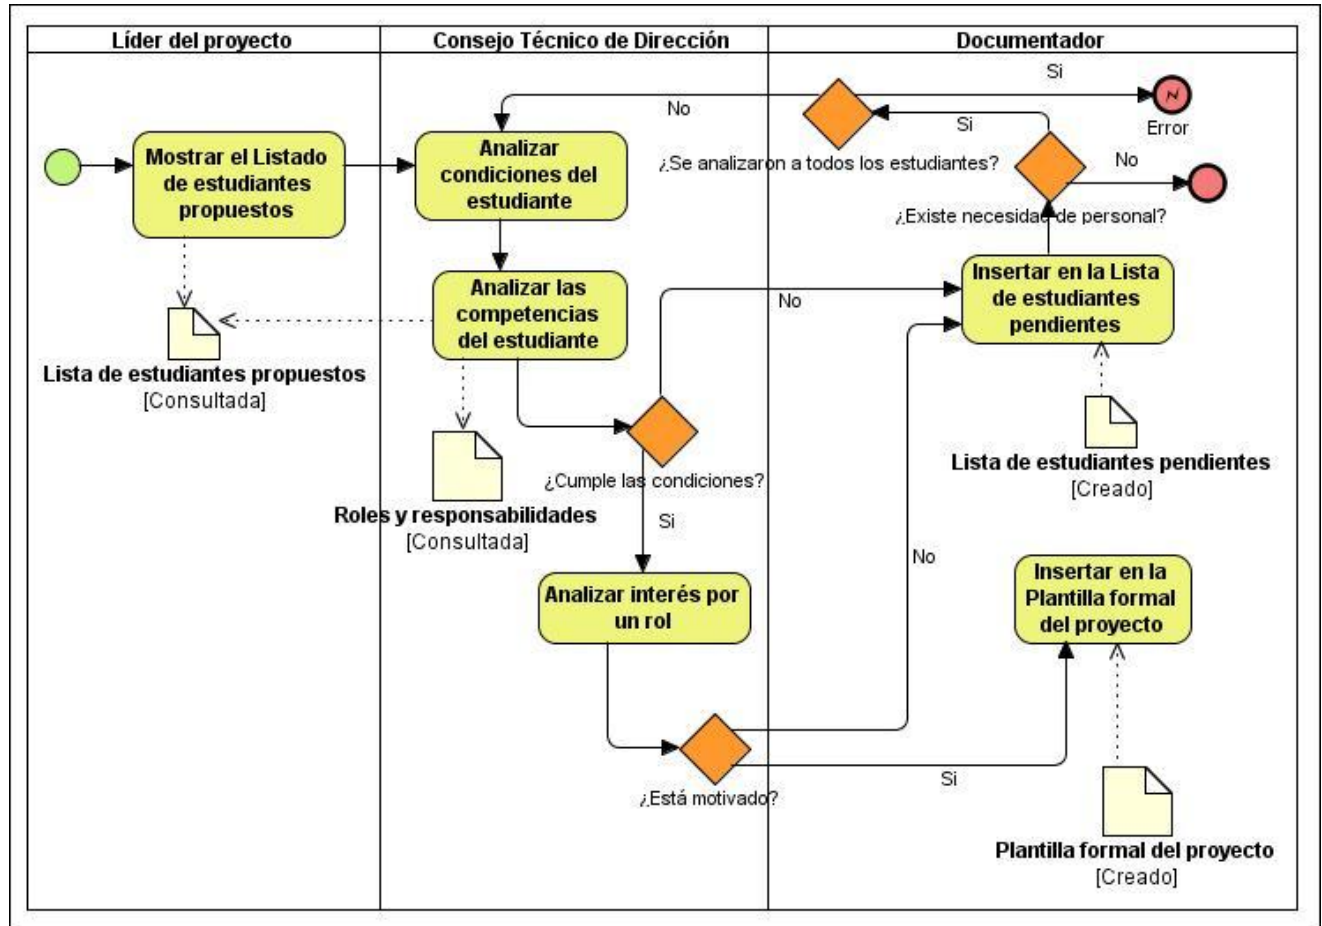 Líder del proyecto
Consejo Técnico de Dirección
Documentador
Si
No
Error
Si
¿Se analizaron a todos los estudiantes?
No
¿Existe necesidad de personal?
Mostrar el Listado
de estudiantes
propuestos
Analizar
condiciones del
estudiante
Analizar las
competencias
del estudiante
No
Insertar en la Lista
de estudiantes
pendientes
Lista de estudiantes propuestos
[Consultada]
¿Cumple las condiciones?
Si
Roles y responsabilidades
[Consultada]
Lista de estudiantes pendientes
[Creado]
No
Analizar interés por
un rol
Insertar en la
Plantilla formal
del proyecto
¿Está motivado?
Si
Plantilla formal del proyecto
[Creado]